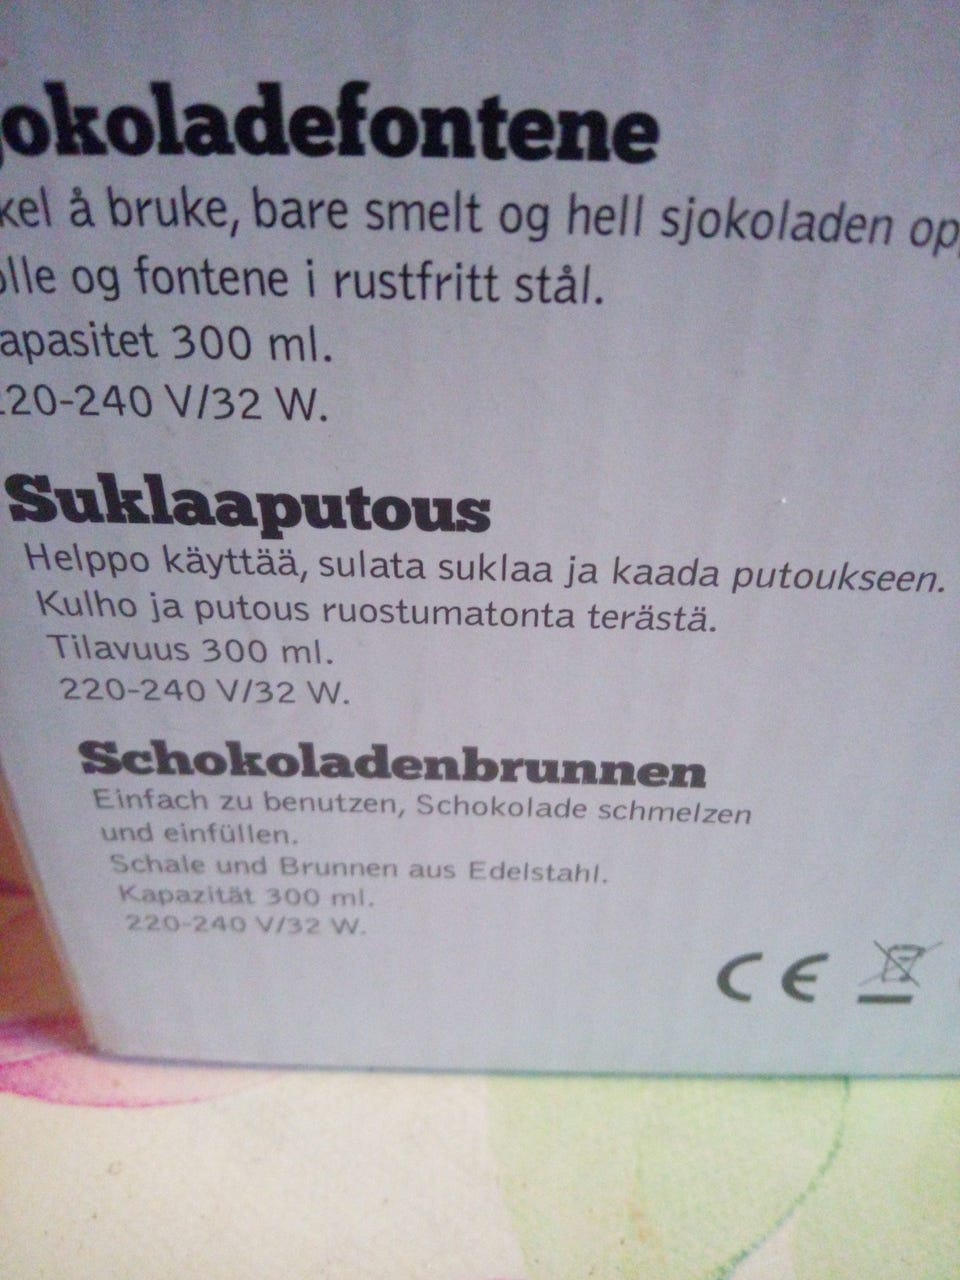 jokoladefontene
kel å bruke, bare smelt og hell sjokoladen op
olle og fontene i rustfritt stål.
apasitet 300 ml.
220-240 V/32 W.
Suklaaputous
Helppo käyttää, sulata suklaa ja kaada putoukseen.
Kulho ja putous ruostumatonta terästä.
Tilavuus 300 ml.
220-240 V/32 W.
Schokoladenbrunnen
Einfach zu benutzen, Schokolade schmelzen
und einfüllen.
Schale und Brunnen aus Edelstahl.
Kapazität 300 ml.
220-240 V/32 W.
CE